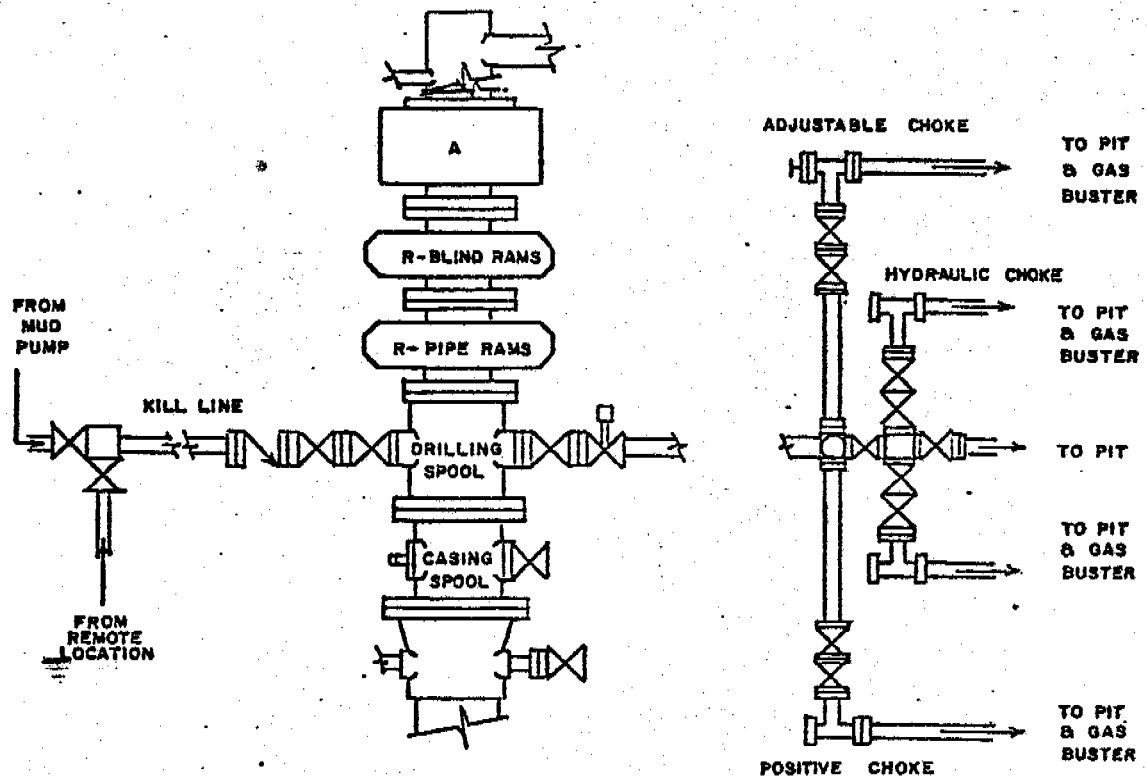 A
ADJUSTABLE CHOKE
TO PIT
& GAS
BUSTER
R-BLIND RAMS
HYDRAULIC CHOKE
FROM
MUD
PUMP
TO PIT
& GAS
BUSTER
R-PIPE RAMS
KILL LINE
DRILLING
SPOOL
TO PIT
TO PIT
& GAS
BUSTER
CASING
SPOOL
FROM
REMOTE
LOCATION
TO PIT
& GAS
BUSTER
POSITIVE CHOKE